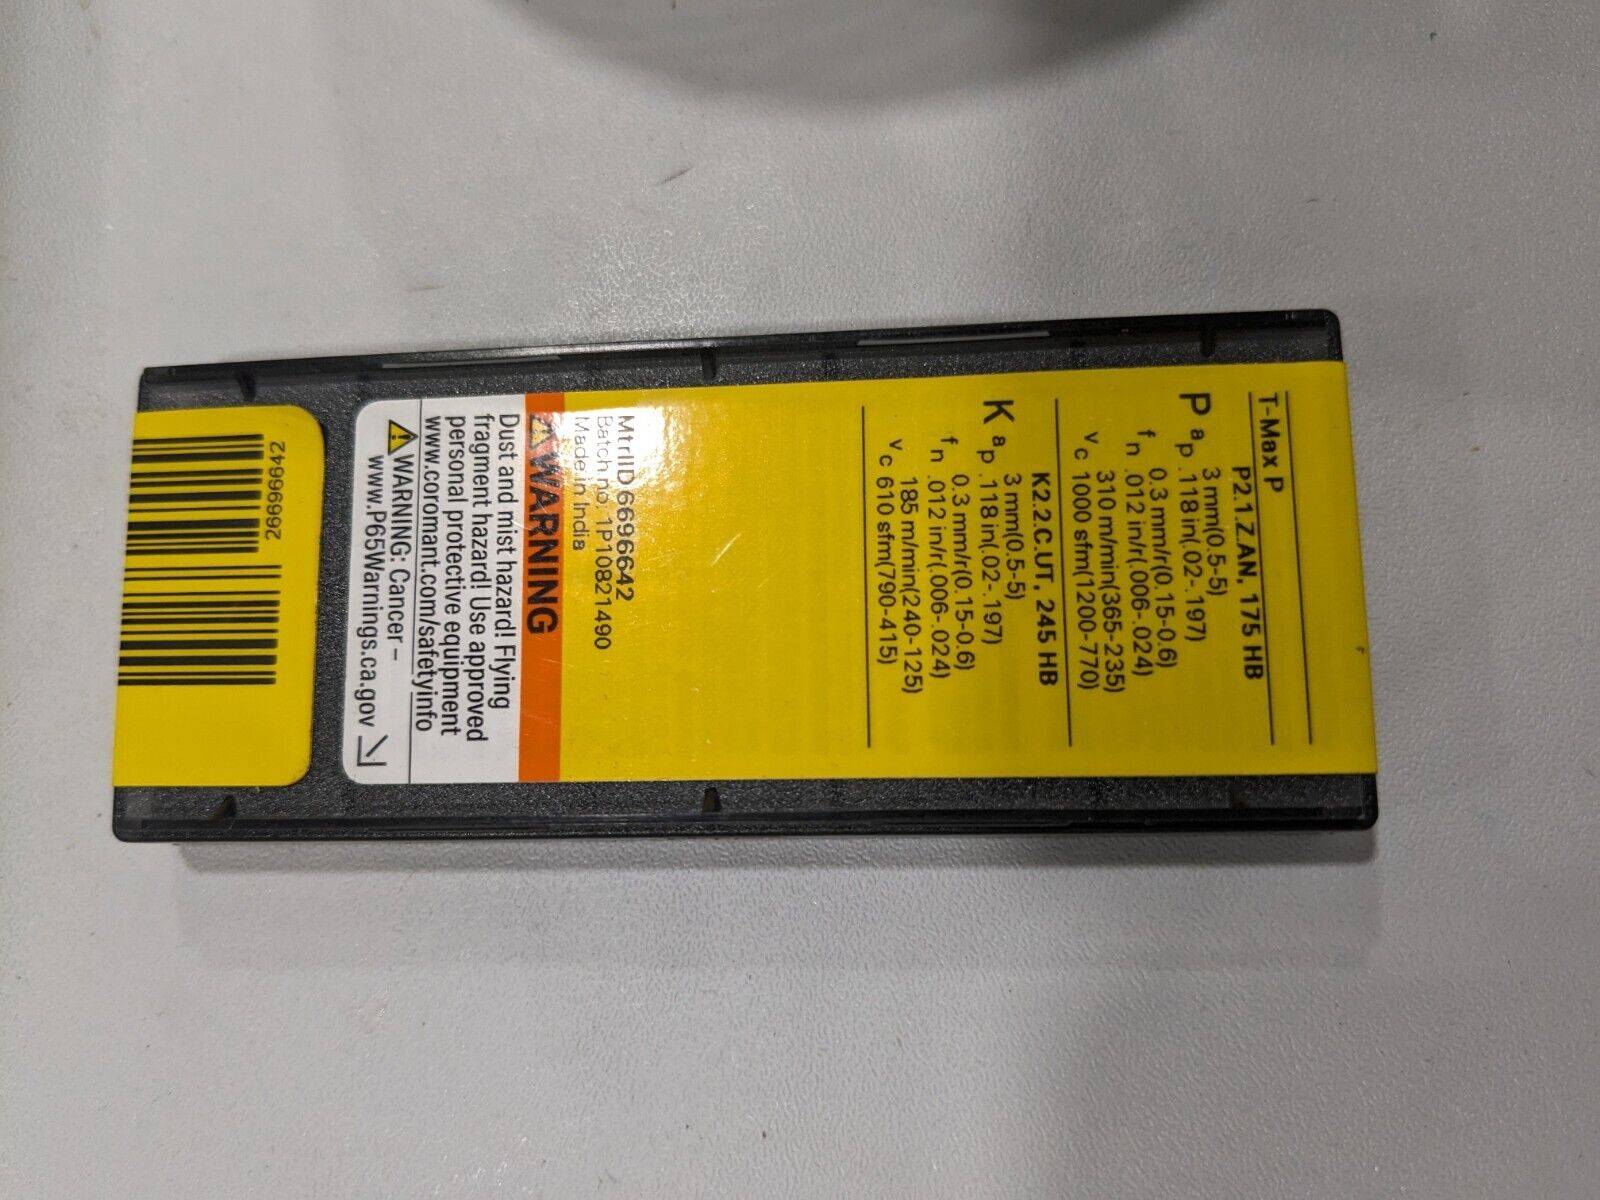 T-Max P
P2.1.Z.AN, 175 HB
P ap 3 mm(0.5-5)
.118 in(.02-.197)
fn 0.3 mm/r(0.15-0.6)
.012 in/r(.006-.024)
vc 310 m/min(365-235)
1000 sfm(1200-770)
K2.2.C.UT, 245 HB
K ap 3 mm(0.5-5)
.118 in(.02-.197)
fn 0.3 mm/r(0.15-0.6)
.012 in/r(.006-.024)
vc 185 m/min(240-125)
610 sfm(790-415)
MtrlID 6696642
Batch no: 1P10821490
Made in India
WARNING
Dust and mist hazard! Flying
fragment hazard! Use approved
personal protective equipment
www.coromant.com/safetyinfo
WARNING: Cancer –
www.P65Warnings.ca.gov
26696642